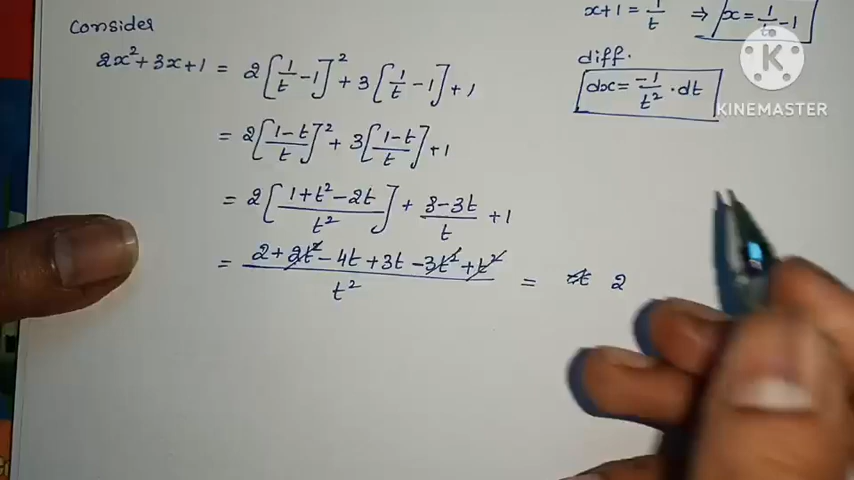 Consider
2x²+3x+1 = 2[1/t -1]² + 3[1/t -1] +1
= 2[1-t/t]² + 3[1-t/t] +1
= 2[1+t²-2t/t²] + 3-3t/t +1
= 2+2t²-4t+3t-3t²+t²/t² = 2
x+1 = 1/t ⇒ x = 1/t -1
diff.
dx = -1/t² · dt
K
KINEMASTER